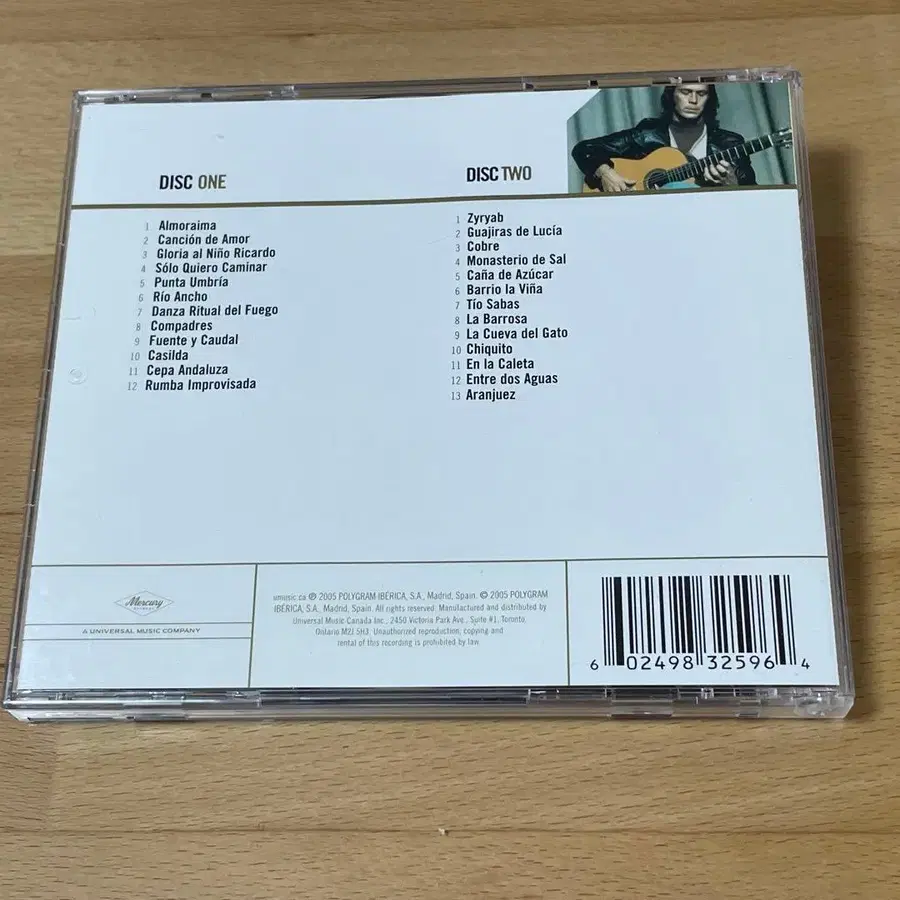 DISC ONE
1 Almoraima
2 Canción de Amor
3 Gloria al Niño Ricardo
4 Sólo Quiero Caminar
5 Punta Umbría
6 Río Ancho
7 Danza Ritual del Fuego
8 Compadres
9 Fuente y Caudal
10 Casilda
11 Cepa Andaluza
12 Rumba Improvisada
DISC TWO
1 Zyryab
2 Guajiras de Lucía
3 Cobre
4 Monasterio de Sal
5 Caña de Azúcar
6 Barrio la Viña
7 Tío Sabas
8 La Barrosa
9 La Cueva del Gato
10 Chiquito
11 En la Caleta
12 Entre dos Aguas
13 Aranjuez
Mercury
RECORDS
A UNIVERSAL MUSIC COMPANY
umusic.ca ℗ 2005 POLYGRAM IBÉRICA, S.A., Madrid, Spain. © 2005 POLYGRAM
IBÉRICA, S.A., Madrid, Spain. All rights reserved. Manufactured and distributed by
Universal Music Canada Inc., 2450 Victoria Park Ave., Suite #1, Toronto,
Ontario M2J 5H3. Unauthorized reproduction, copying and
rental of this recording is prohibited by law.
6 02498 32596 4